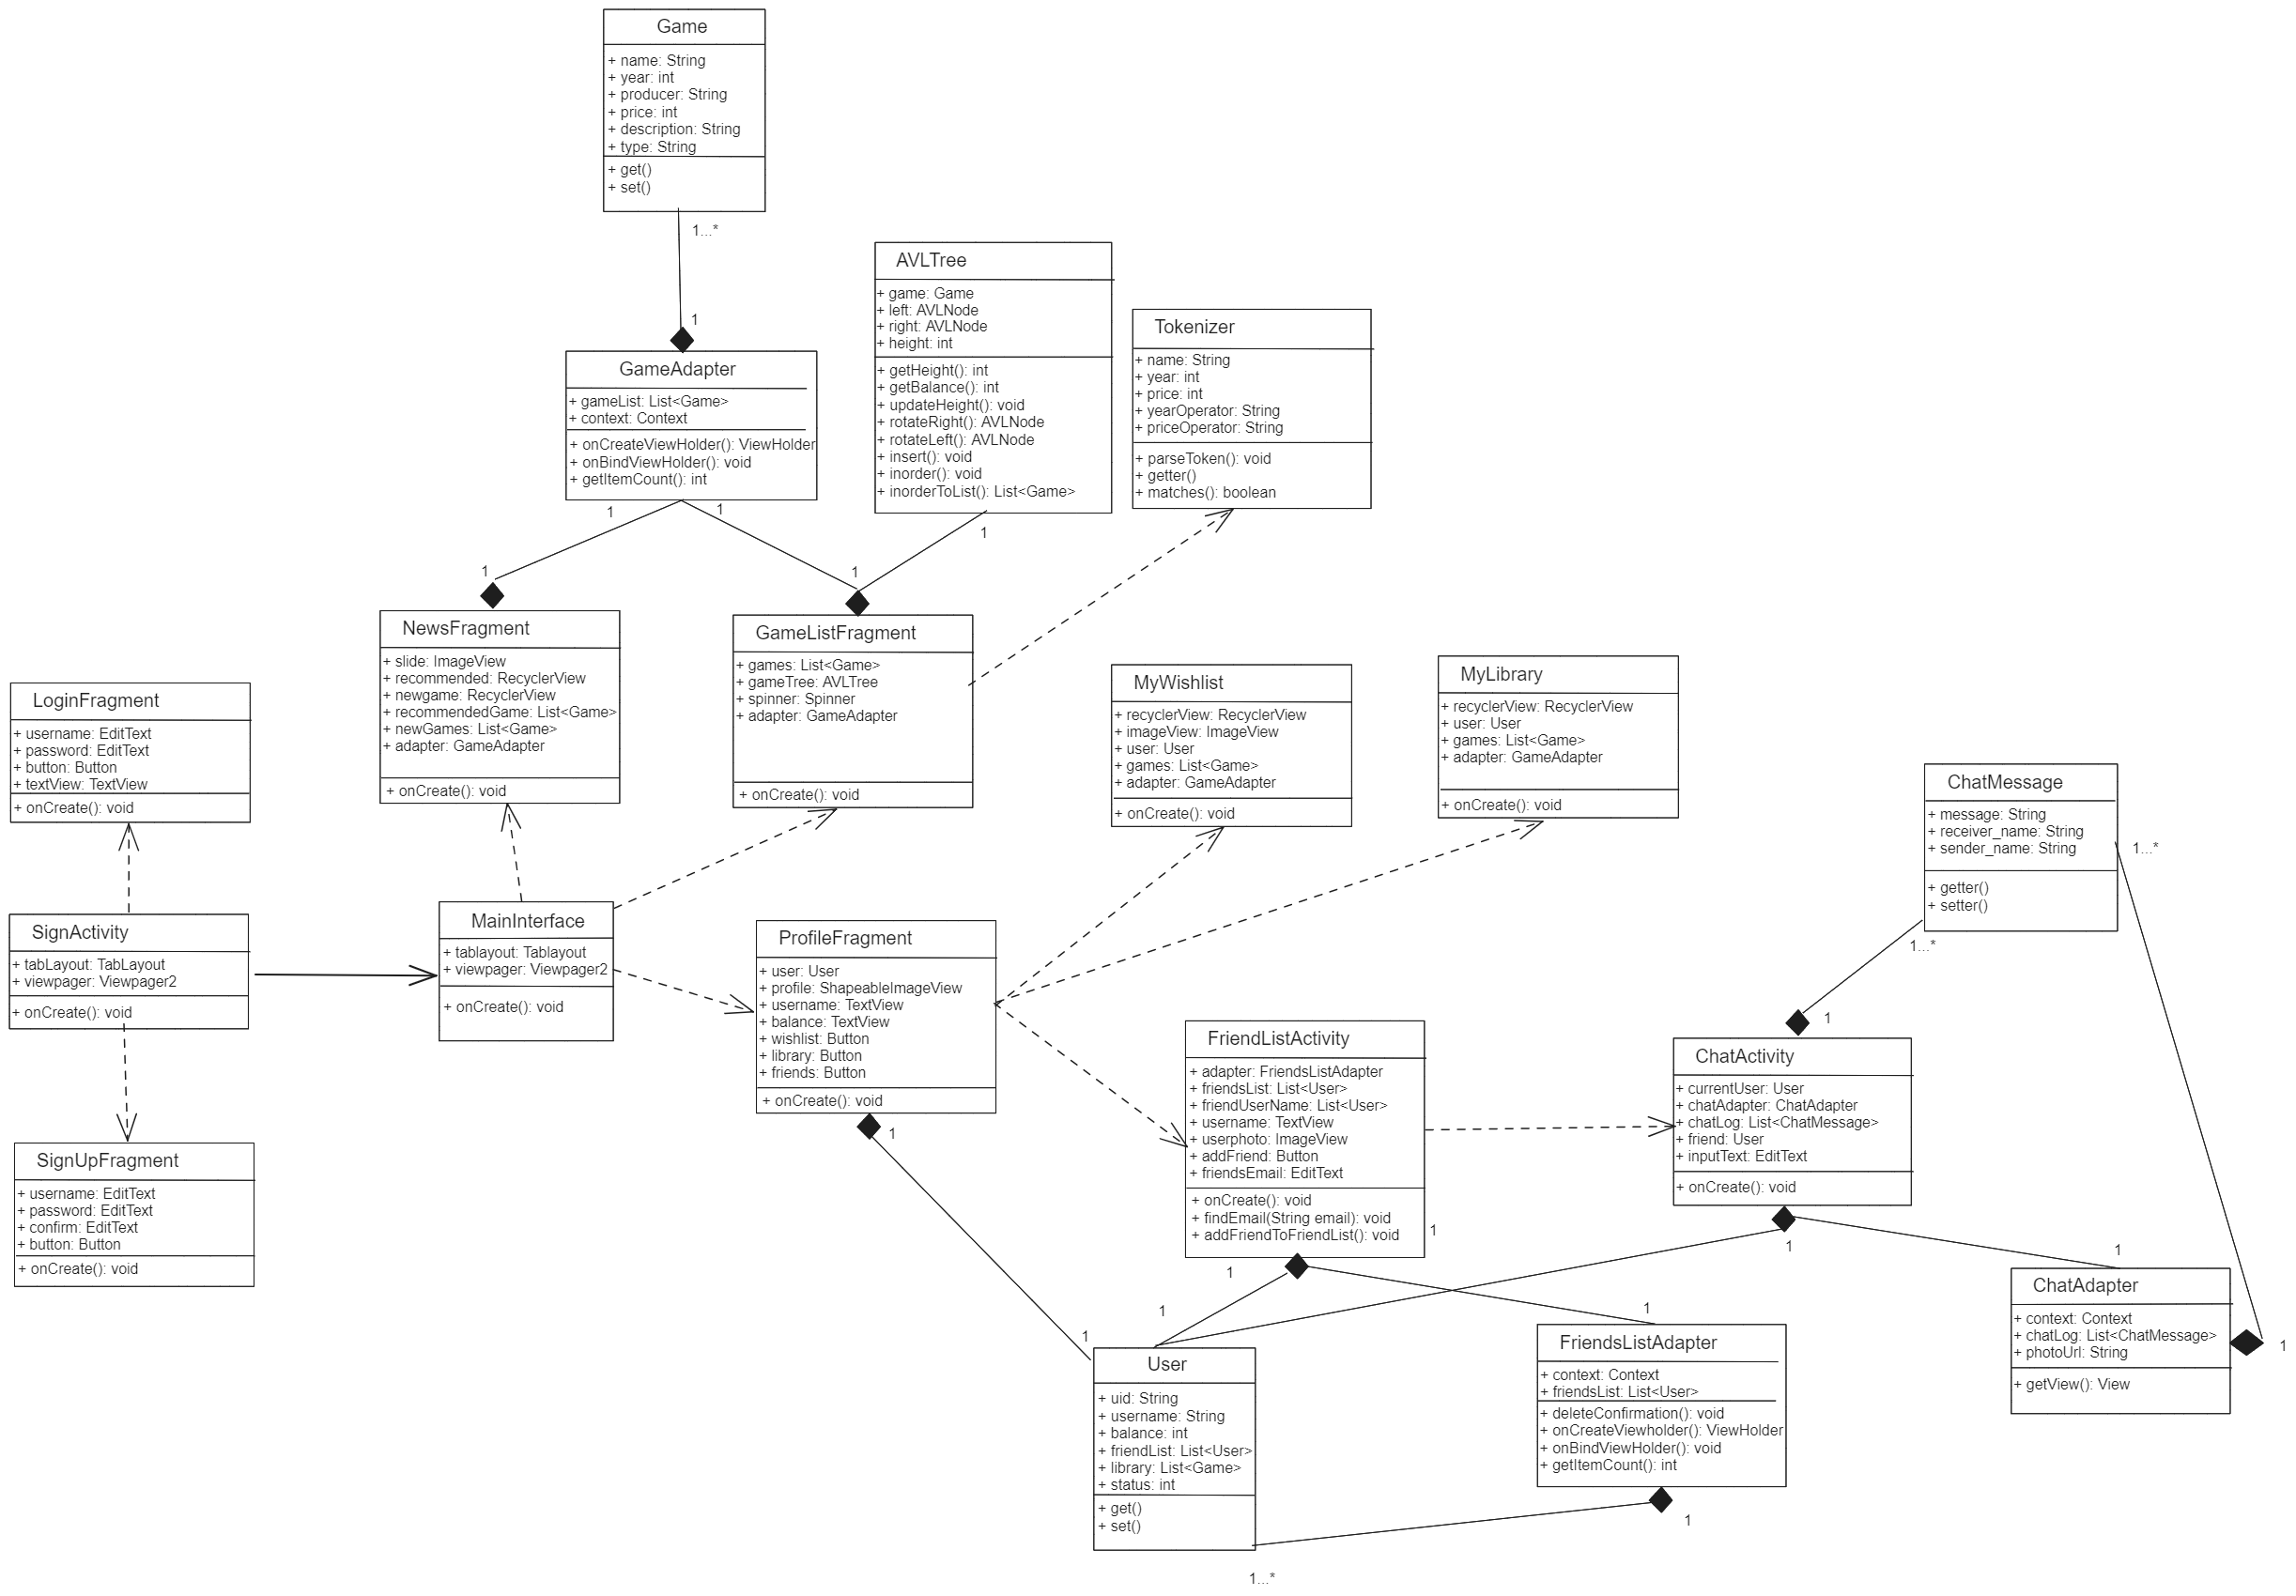 Game
+ name: String
+ year: int
+ producer: String
+ price: int
+ description: String
+ type: String
+ get()
+ set()
1...*
1
GameAdapter
+ gameList: List<Game>
+ context: Context
+ onCreateViewHolder(): ViewHolder
+ onBindViewHolder(): void
+ getItemCount(): int
1
1
AVLTree
+ game: Game
+ left: AVLNode
+ right: AVLNode
+ height: int
+ getHeight(): int
+ getBalance(): int
+ updateHeight(): void
+ rotateRight(): AVLNode
+ rotateLeft(): AVLNode
+ insert(): void
+ inorder(): void
+ inorderToList(): List<Game>
1
Tokenizer
+ name: String
+ year: int
+ price: int
+ yearOperator: String
+ priceOperator: String
+ parseToken(): void
+ getter()
+ matches(): boolean
1
NewsFragment
+ slide: ImageView
+ recommended: RecyclerView
+ newgame: RecyclerView
+ recommendedGame: List<Game>
+ newGames: List<Game>
+ adapter: GameAdapter
+ onCreate(): void
1
GameListFragment
+ games: List<Game>
+ gameTree: AVLTree
+ spinner: Spinner
+ adapter: GameAdapter
+ onCreate(): void
MyWishlist
+ recyclerView: RecyclerView
+ imageView: ImageView
+ user: User
+ games: List<Game>
+ adapter: GameAdapter
+ onCreate(): void
MyLibrary
+ recyclerView: RecyclerView
+ user: User
+ games: List<Game>
+ adapter: GameAdapter
+ onCreate(): void
LoginFragment
+ username: EditText
+ password: EditText
+ button: Button
+ textView: TextView
+ onCreate(): void
ChatMessage
+ message: String
+ receiver_name: String
+ sender_name: String
+ getter()
+ setter()
1...*
1...*
SignActivity
+ tabLayout: TabLayout
+ viewpager: Viewpager2
+ onCreate(): void
MainInterface
+ tablayout: Tablayout
+ viewpager: Viewpager2
+ onCreate(): void
ProfileFragment
+ user: User
+ profile: ShapeableImageView
+ username: TextView
+ balance: TextView
+ wishlist: Button
+ library: Button
+ friends: Button
+ onCreate(): void
1
FriendListActivity
+ adapter: FriendsListAdapter
+ friendsList: List<User>
+ friendUserName: List<User>
+ username: TextView
+ userphoto: ImageView
+ addFriend: Button
+ friendsEmail: EditText
+ onCreate(): void
+ findEmail(String email): void
+ addFriendToFriendList(): void
1
1
1
ChatActivity
+ currentUser: User
+ chatAdapter: ChatAdapter
+ chatLog: List<ChatMessage>
+ friend: User
+ inputText: EditText
+ onCreate(): void
1
SignUpFragment
+ username: EditText
+ password: EditText
+ confirm: EditText
+ button: Button
+ onCreate(): void
1
ChatAdapter
+ context: Context
+ chatLog: List<ChatMessage>
+ photoUrl: String
+ getView(): View
1
1
1
User
+ uid: String
+ username: String
+ balance: int
+ friendList: List<User>
+ library: List<Game>
+ status: int
+ get()
+ set()
1
FriendsListAdapter
+ context: Context
+ friendsList: List<User>
+ deleteConfirmation(): void
+ onCreateViewholder(): ViewHolder
+ onBindViewHolder(): void
+ getItemCount(): int
1
1...*